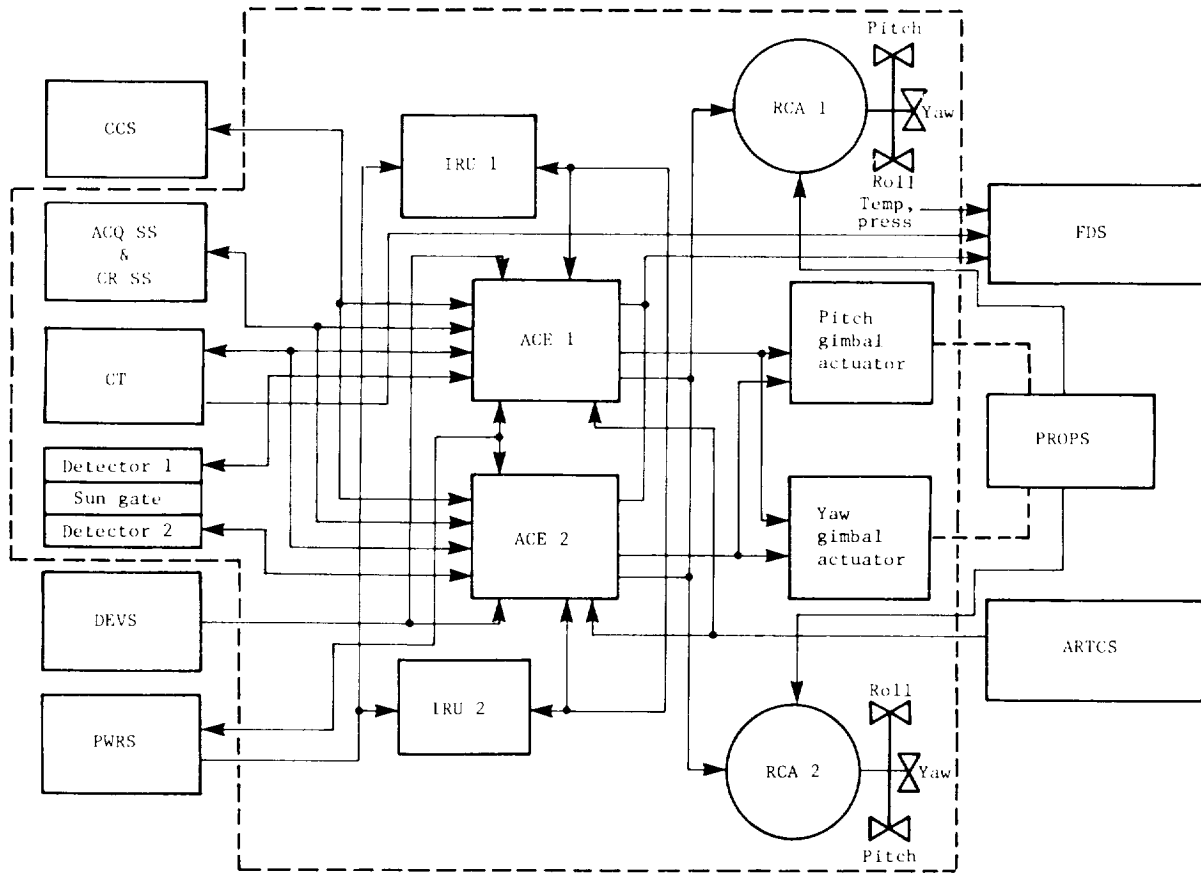 Pitch
RCA 1
Yaw
Roll
CCS
IRU 1
Temp,
press
FDS
ACQ SS
&
CR SS
ACE 1
Pitch
gimbal
actuator
CT
PROPS
Detector 1
Sun gate
Detector 2
ACE 2
Yaw
gimbal
actuator
DEVS
ARTCS
IRU 2
PWRS
Roll
RCA 2
Yaw
Pitch